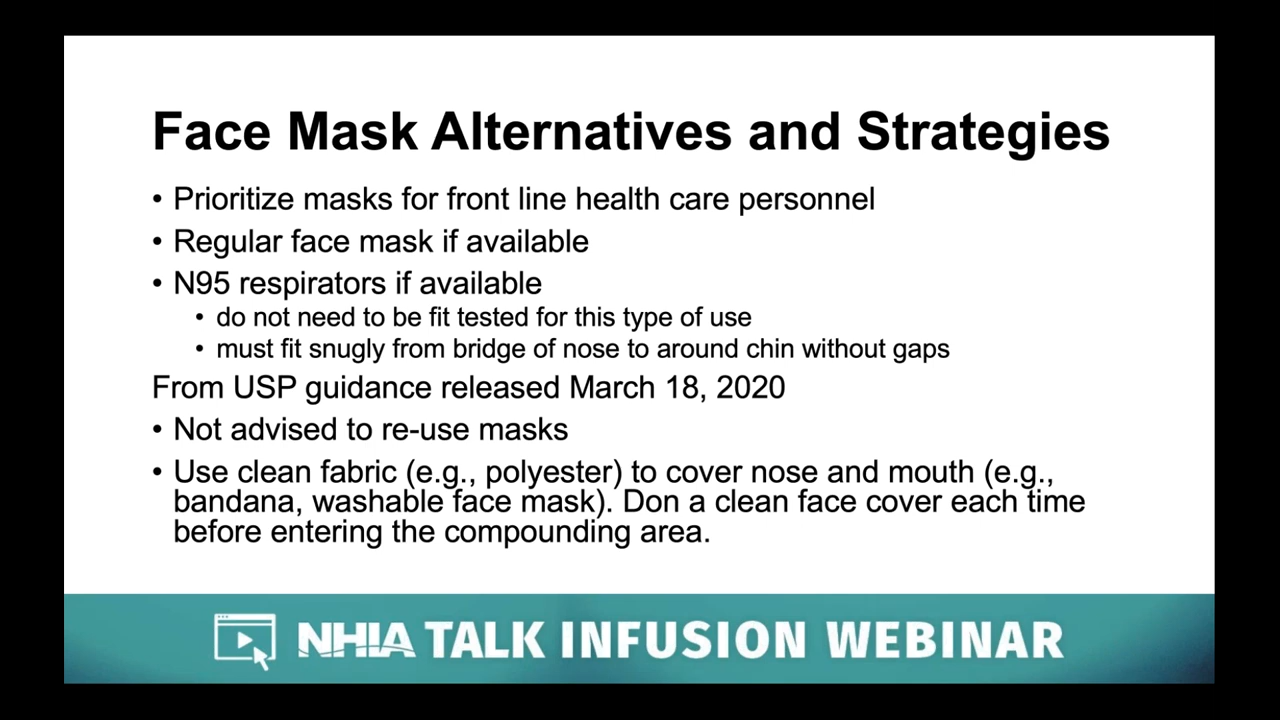 Face Mask Alternatives and Strategies
• Prioritize masks for front line health care personnel
• Regular face mask if available
• N95 respirators if available
• do not need to be fit tested for this type of use
• must fit snugly from bridge of nose to around chin without gaps
From USP guidance released March 18, 2020
• Not advised to re-use masks
• Use clean fabric (e.g., polyester) to cover nose and mouth (e.g.,
bandana, washable face mask). Don a clean face cover each time
before entering the compounding area.
NHIA TALK INFUSION WEBINAR